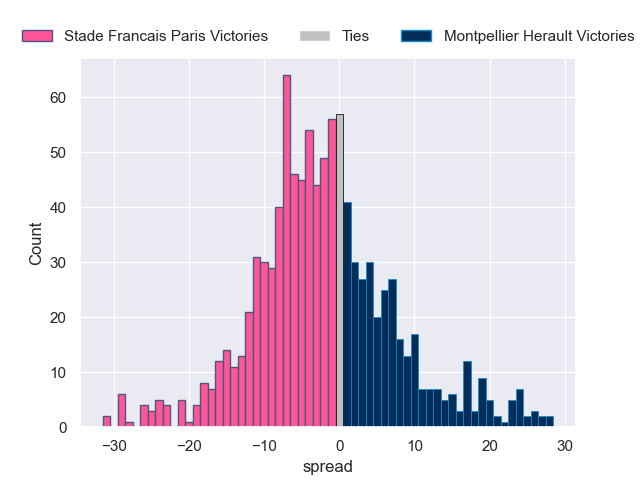 Stade Francais Paris Victories Ties Montpellier Herault Victories
60
50
40
30
20
10
0
Count
−30 −20 −10 0 10 20 30
spread